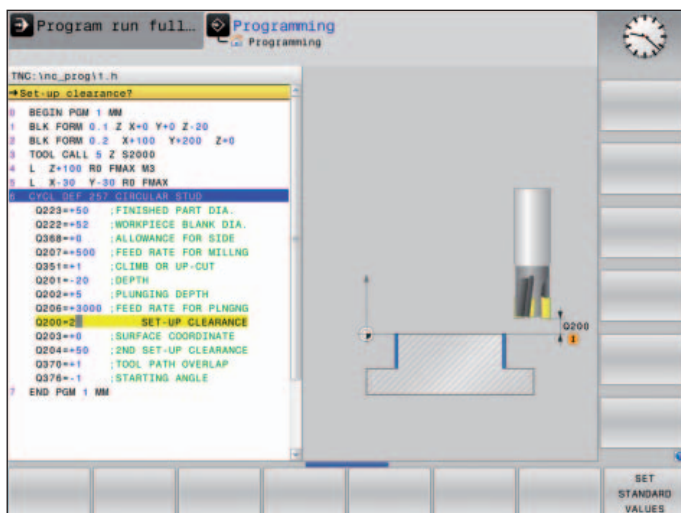 Program run full… Programming
Programming
TNC:\nc_prog\1.h
→Set-up clearance?
0 BEGIN PGM 1 MM
1 BLK FORM 0.1 Z X+0 Y+0 Z-20
2 BLK FORM 0.2 X+100 Y+200 Z+0
3 TOOL CALL 5 Z S2000
4 L Z+100 R0 FMAX M3
5 L X-30 Y-30 R0 FMAX
6 CYCL DEF 257 CIRCULAR STUD
Q223=+50 ;FINISHED PART DIA.
Q222=+52 ;WORKPIECE BLANK DIA.
Q368=+0 ;ALLOWANCE FOR SIDE
Q207=+500 ;FEED RATE FOR MILLNG
Q351=+1 ;CLIMB OR UP-CUT
Q201=-20 ;DEPTH
Q202=+5 ;PLUNGING DEPTH
Q206=+3000 ;FEED RATE FOR PLNGNG
Q200=2 SET-UP CLEARANCE
Q203=+0 ;SURFACE COORDINATE
Q204=+50 ;2ND SET-UP CLEARANCE
Q370=+1 ;TOOL PATH OVERLAP
Q376=-1 ;STARTING ANGLE
7 END PGM 1 MM
Q200
I
SET
STANDARD
VALUES